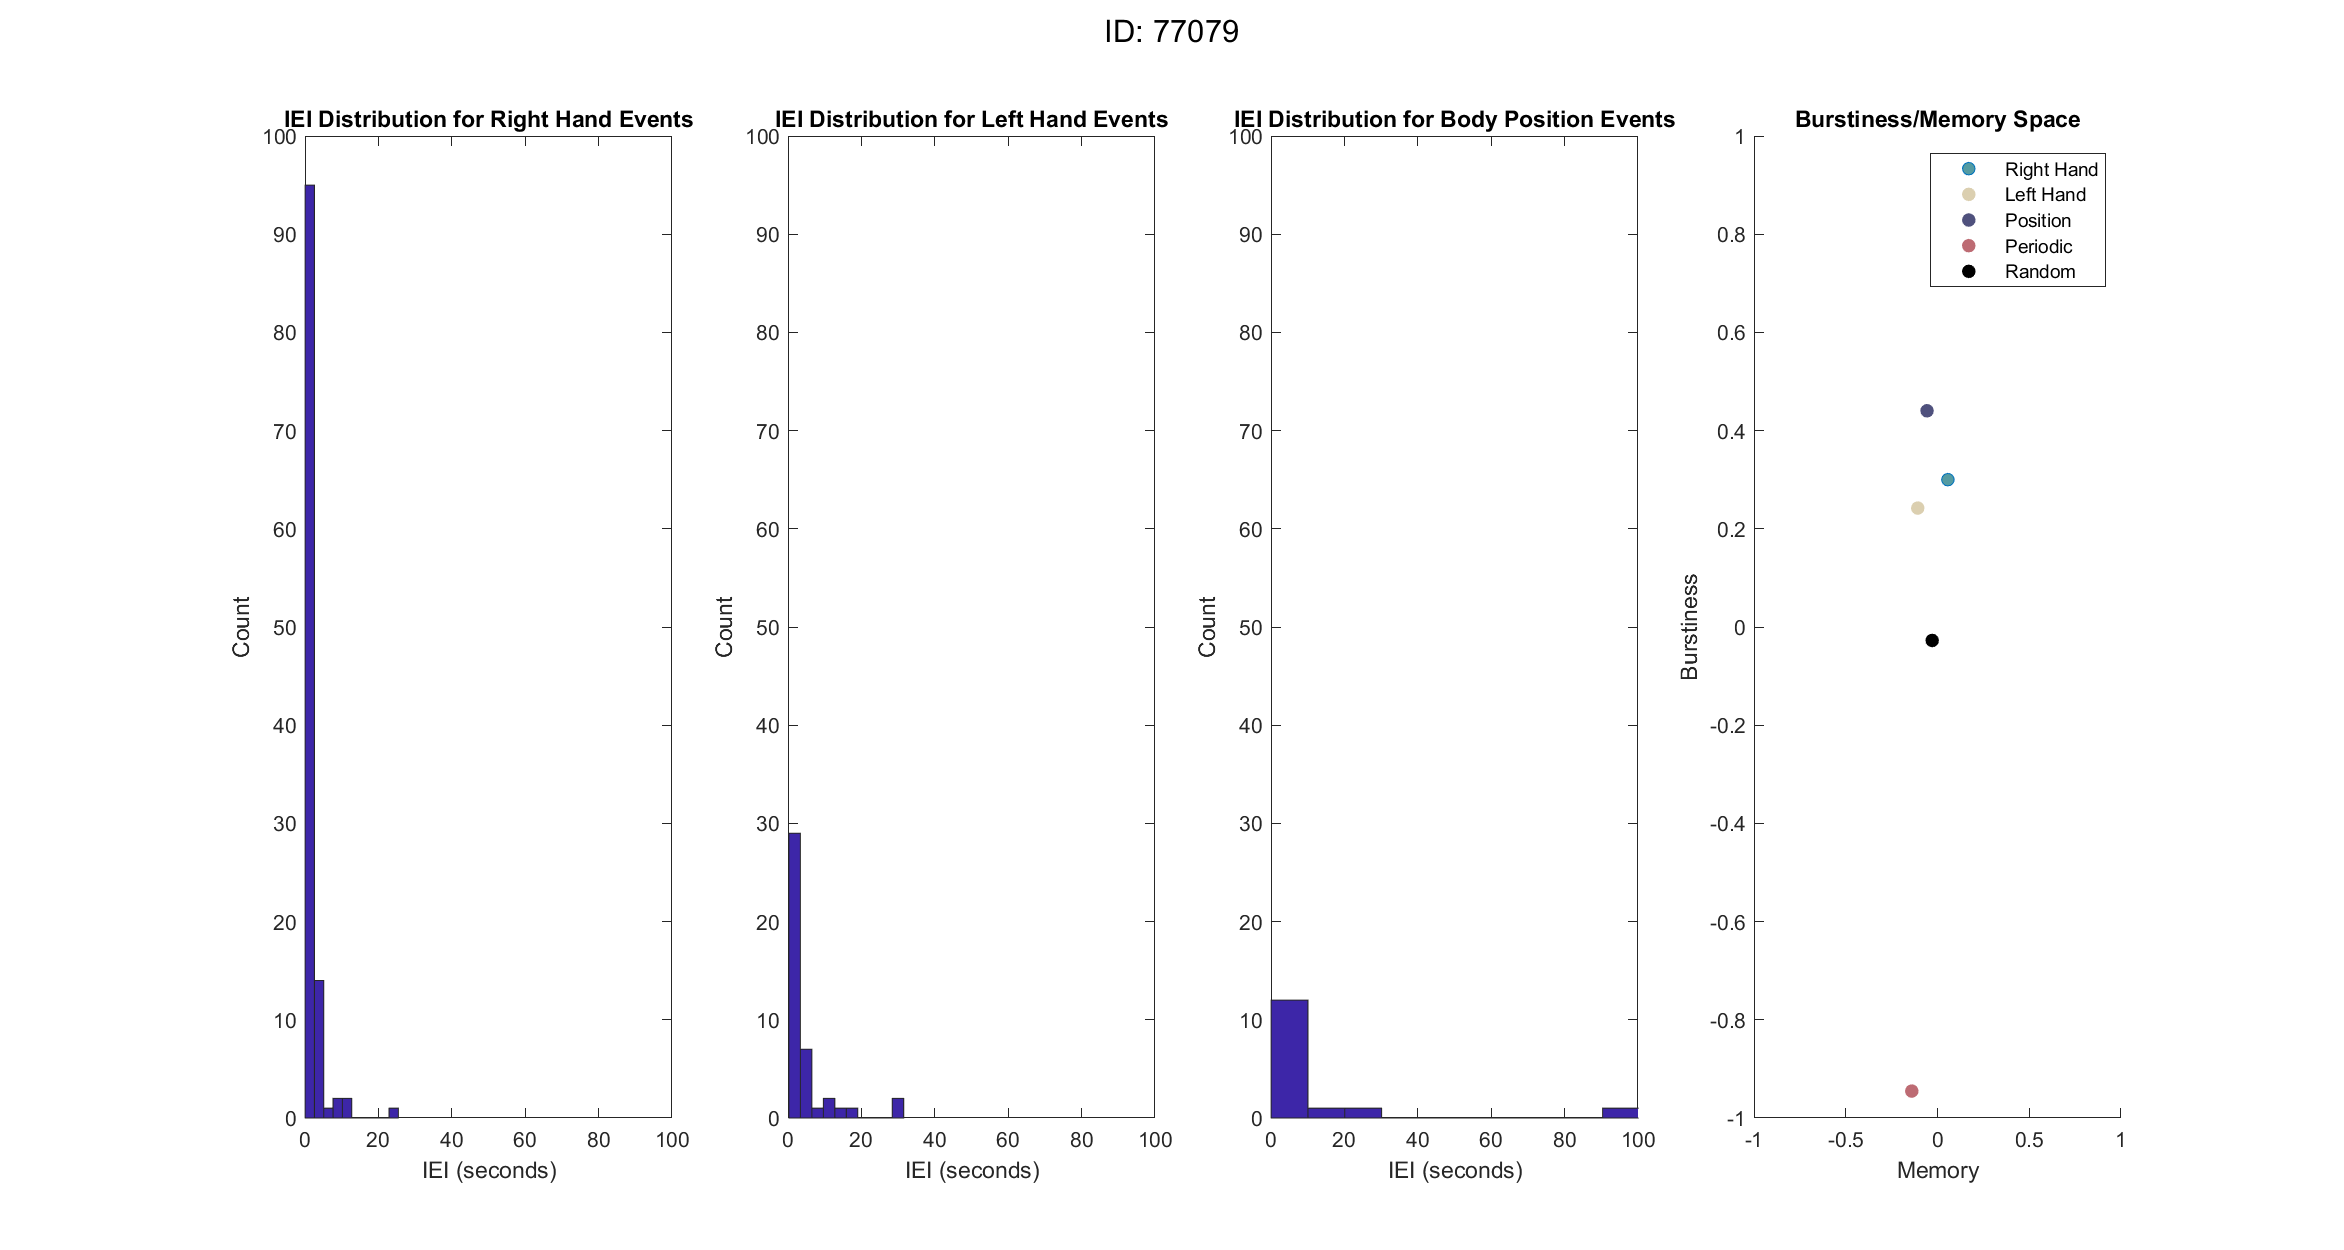 ID: 77079
IEI Distribution for Right Hand Events
100
90
80
70
60
50
40
30
20
10
0
Count
0 20 40 60 80 100
IEI (seconds)
IEI Distribution for Left Hand Events
100
90
80
70
60
50
40
30
20
10
0
Count
0 20 40 60 80 100
IEI (seconds)
IEI Distribution for Body Position Events
100
90
80
70
60
50
40
30
20
10
0
Count
0 20 40 60 80 100
IEI (seconds)
Burstiness/Memory Space
1
0.8
0.6
0.4
0.2
0
-0.2
-0.4
-0.6
-0.8
-1
Burstiness
-1 -0.5 0 0.5 1
Memory
Right Hand
Left Hand
Position
Periodic
Random